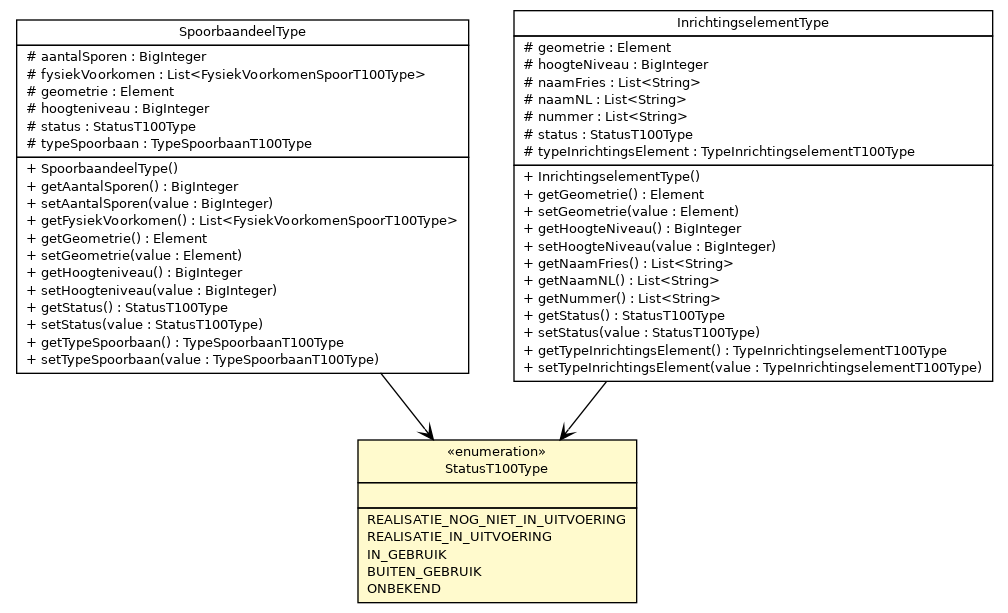 SpoorbaandeelType
# aantalSporen : BigInteger
# fysiekVoorkomen : List<FysiekVoorkomenSpoorT100Type>
# geometrie : Element
# hoogteniveau : BigInteger
# status : StatusT100Type
# typeSpoorbaan : TypeSpoorbaanT100Type
+ SpoorbaandeelType()
+ getAantalSporen() : BigInteger
+ setAantalSporen(value : BigInteger)
+ getFysiekVoorkomen() : List<FysiekVoorkomenSpoorT100Type>
+ getGeometrie() : Element
+ setGeometrie(value : Element)
+ getHoogteniveau() : BigInteger
+ setHoogteniveau(value : BigInteger)
+ getStatus() : StatusT100Type
+ setStatus(value : StatusT100Type)
+ getTypeSpoorbaan() : TypeSpoorbaanT100Type
+ setTypeSpoorbaan(value : TypeSpoorbaanT100Type)
InrichtingselementType
# geometrie : Element
# hoogteNiveau : BigInteger
# naamFries : List<String>
# naamNL : List<String>
# nummer : List<String>
# status : StatusT100Type
# typeInrichtingsElement : TypeInrichtingselementT100Type
+ InrichtingselementType()
+ getGeometrie() : Element
+ setGeometrie(value : Element)
+ getHoogteNiveau() : BigInteger
+ setHoogteNiveau(value : BigInteger)
+ getNaamFries() : List<String>
+ getNaamNL() : List<String>
+ getNummer() : List<String>
+ getStatus() : StatusT100Type
+ setStatus(value : StatusT100Type)
+ getTypeInrichtingsElement() : TypeInrichtingselementT100Type
+ setTypeInrichtingsElement(value : TypeInrichtingselementT100Type)
«enumeration»
StatusT100Type
REALISATIE_NOG_NIET_IN_UITVOERING
REALISATIE_IN_UITVOERING
IN_GEBRUIK
BUITEN_GEBRUIK
ONBEKEND